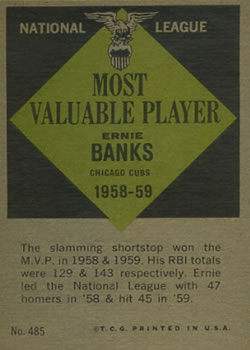 NATIONAL LEAGUE
MOST
VALUABLE PLAYER
ERNIE
BANKS
CHICAGO CUBS
1958-59
The slamming shortstop won the
M.V.P. in 1958 & 1959. His RBI totals
were 129 & 143 respectively. Ernie
led the National League with 47
homers in '58 & hit 45 in '59.
No. 485 ©T.C.G. PRINTED IN U.S.A.